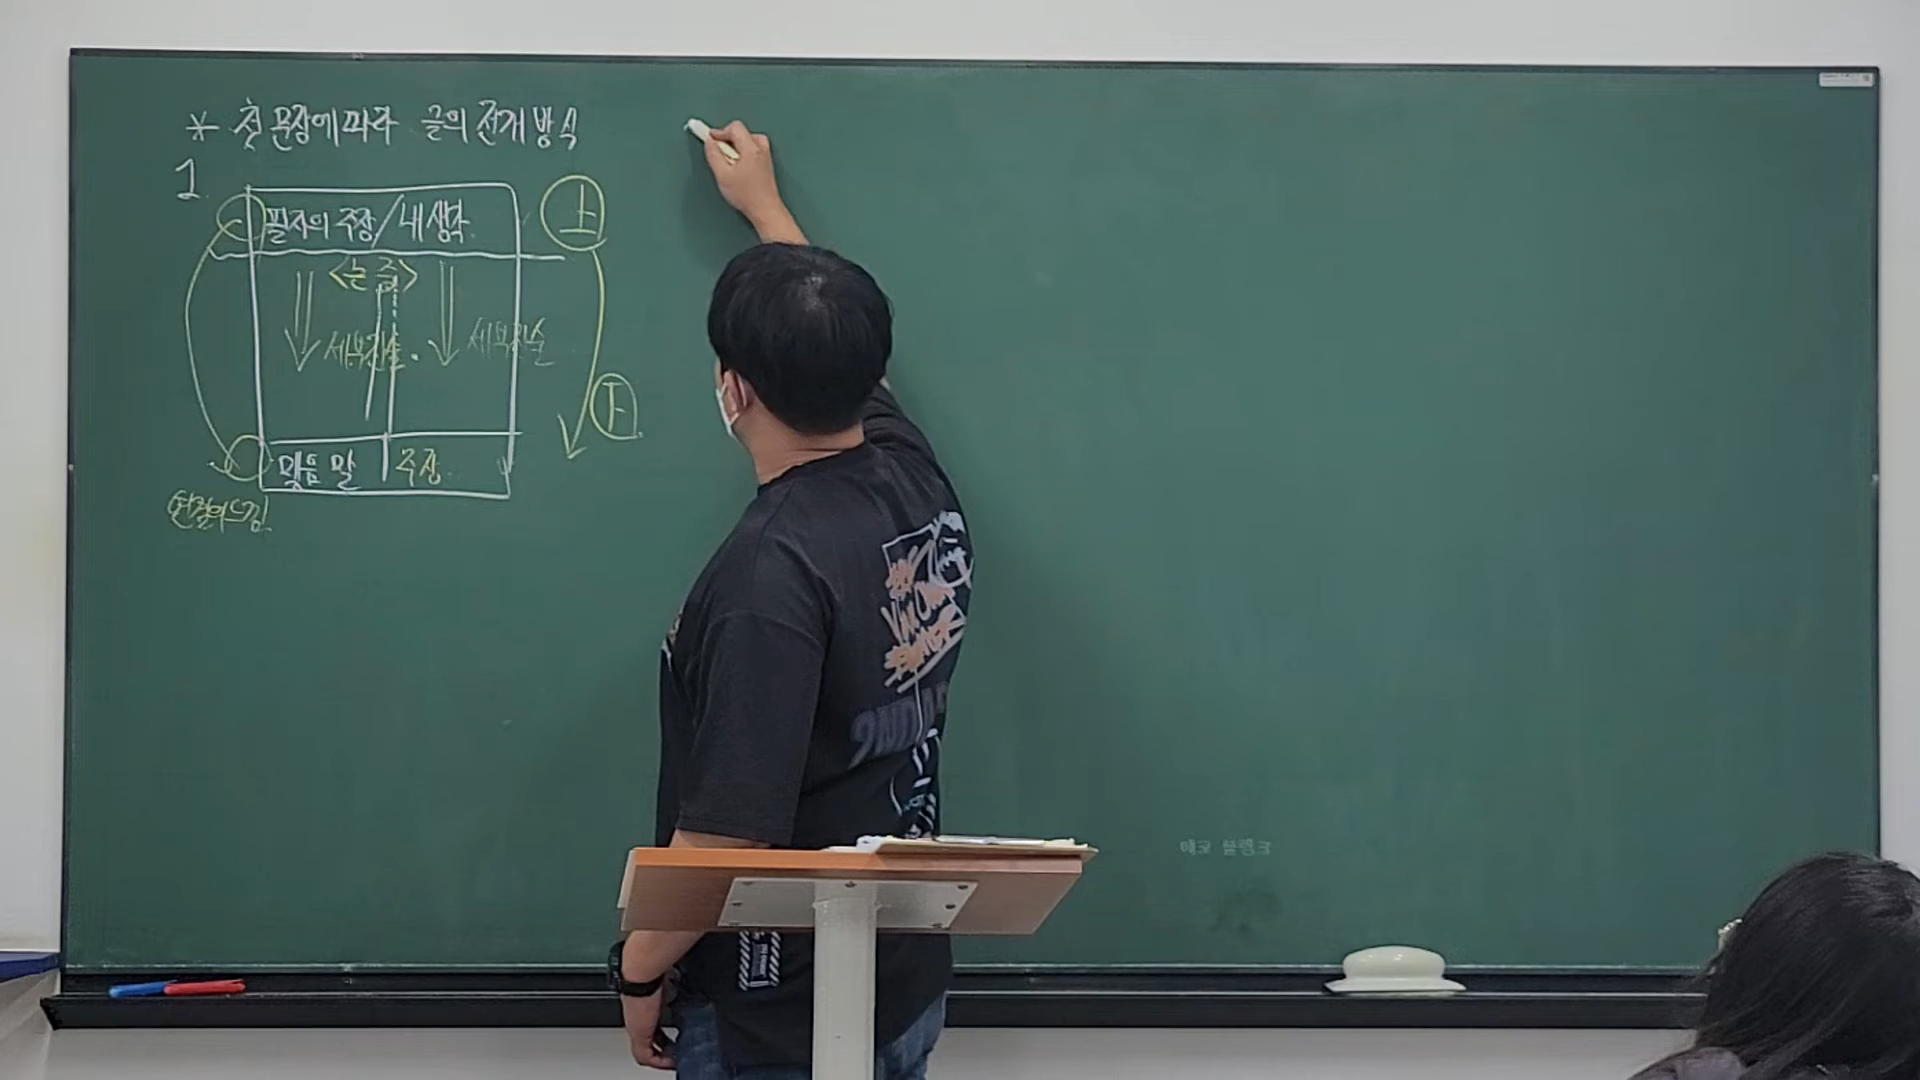 * 첫 문장에 따라 글의 전개 방식
1.
필자의 주장/내 생각. 上
<논증>
세부진술. 세부진술
下
맺음말 주장.